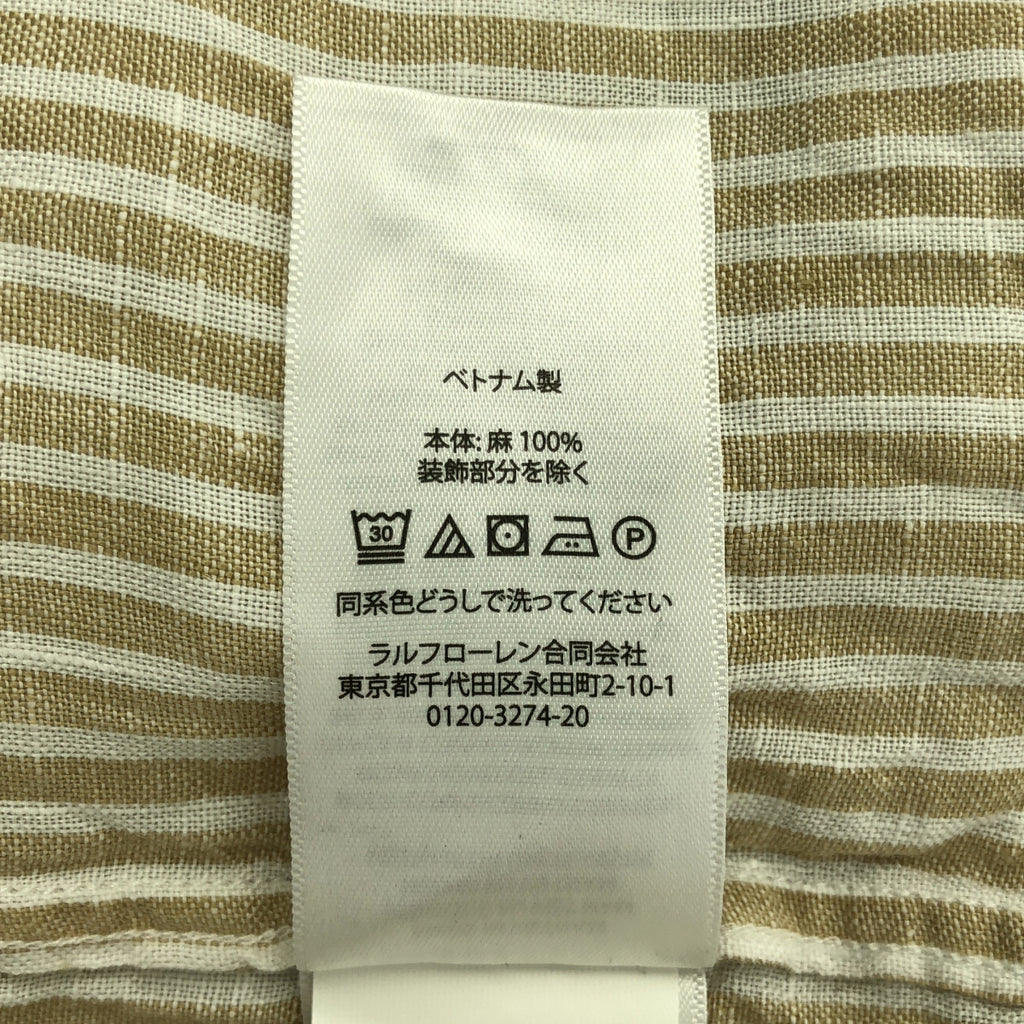 ベトナム製
本体: 麻 100%
装飾部分を除く
30 P
同系色どうしで洗ってください
ラルフローレン合同会社
東京都千代田区永田町2-10-1
0120-3274-20